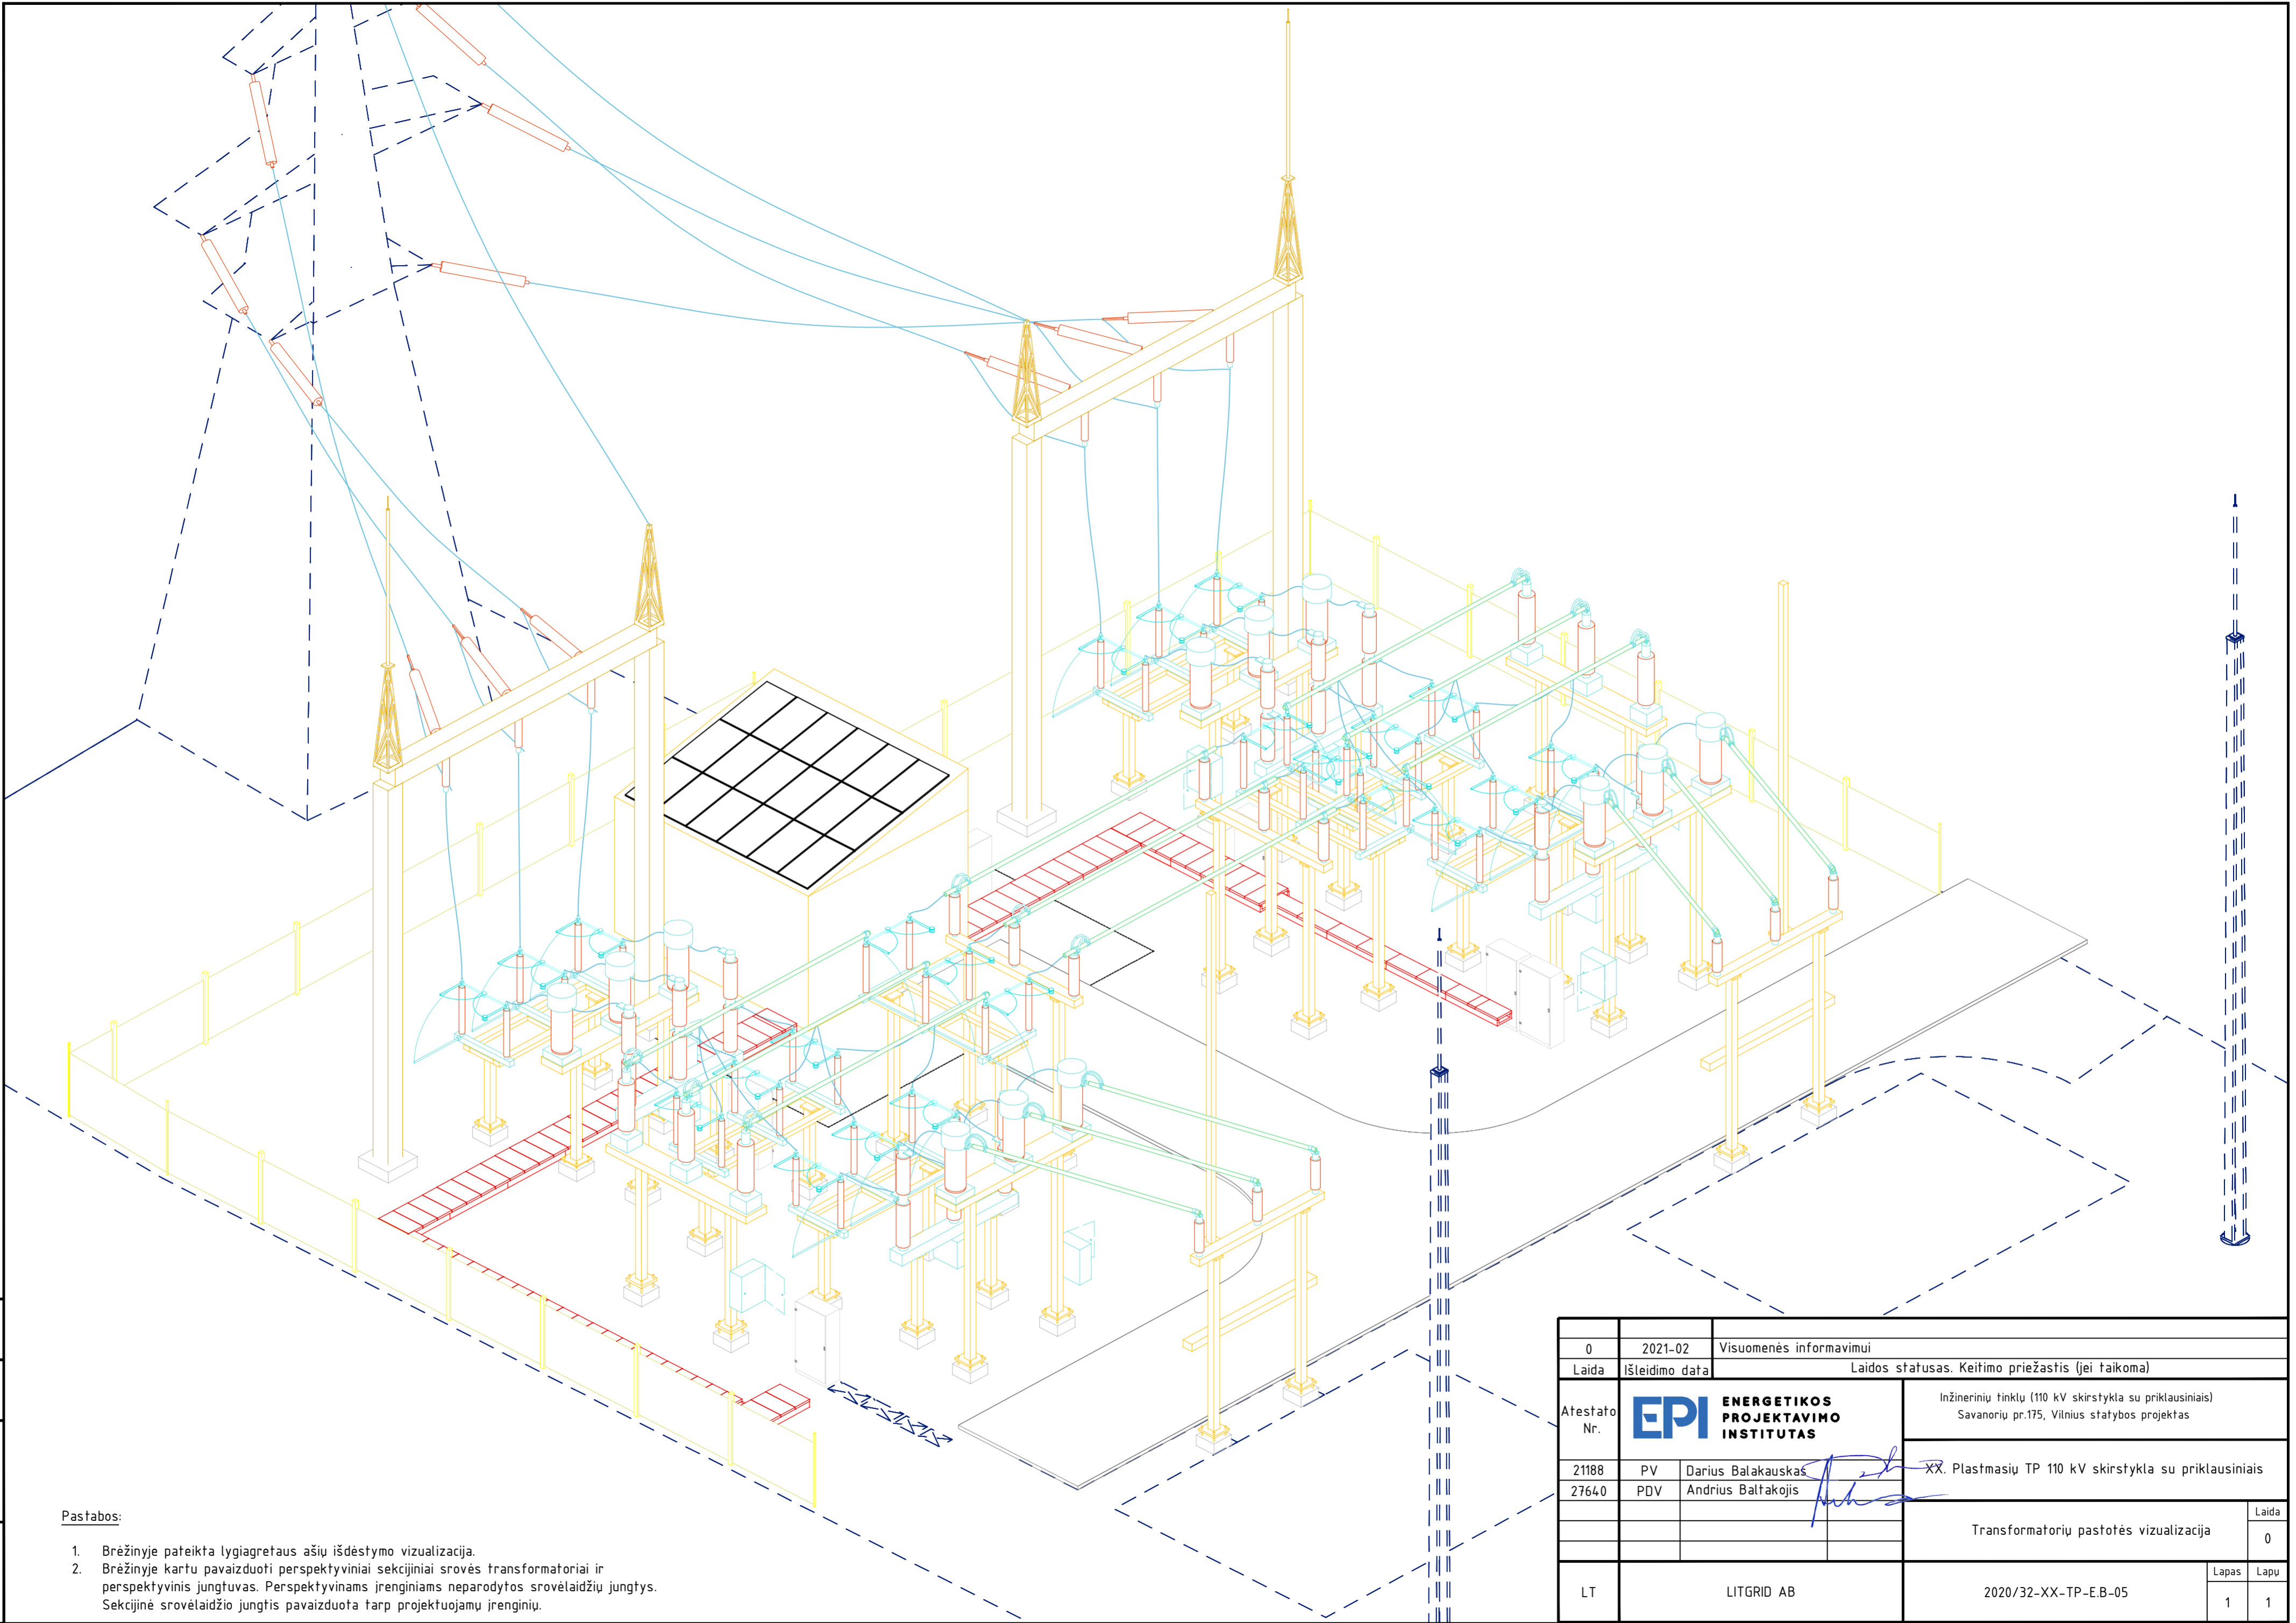 Pastabos:
1. Brėžinyje pateikta lygiagretaus ašių išdėstymo vizualizacija.
2. Brėžinyje kartu pavaizduoti perspektyviniai sekcijiniai srovės transformatoriai ir
perspektyvinis jungtuvas. Perspektyvinams įrenginiams neparodytos srovėlaidžių jungtys.
Sekcijinė srovėlaidžio jungtis pavaizduota tarp projektuojamų įrenginių.
0 2021-02 Visuomenės informavimui
Laida Išleidimo data Laidos statusas. Keitimo priežastis (jei taikoma)
Atestato
Nr.
EPI
ENERGETIKOS
PROJEKTAVIMO
INSTITUTAS
Inžinerinių tinklų (110 kV skirstykla su priklausiniais)
Savanorių pr.175, Vilnius statybos projektas
21188 PV Darius Balakauskas
27640 PDV Andrius Baltakojis
XX. Plastmasių TP 110 kV skirstykla su priklausiniais
Transformatorių pastotės vizualizacija
Laida
0
LT LITGRID AB 2020/32-XX-TP-E.B-05
Lapas Lapų
1 1